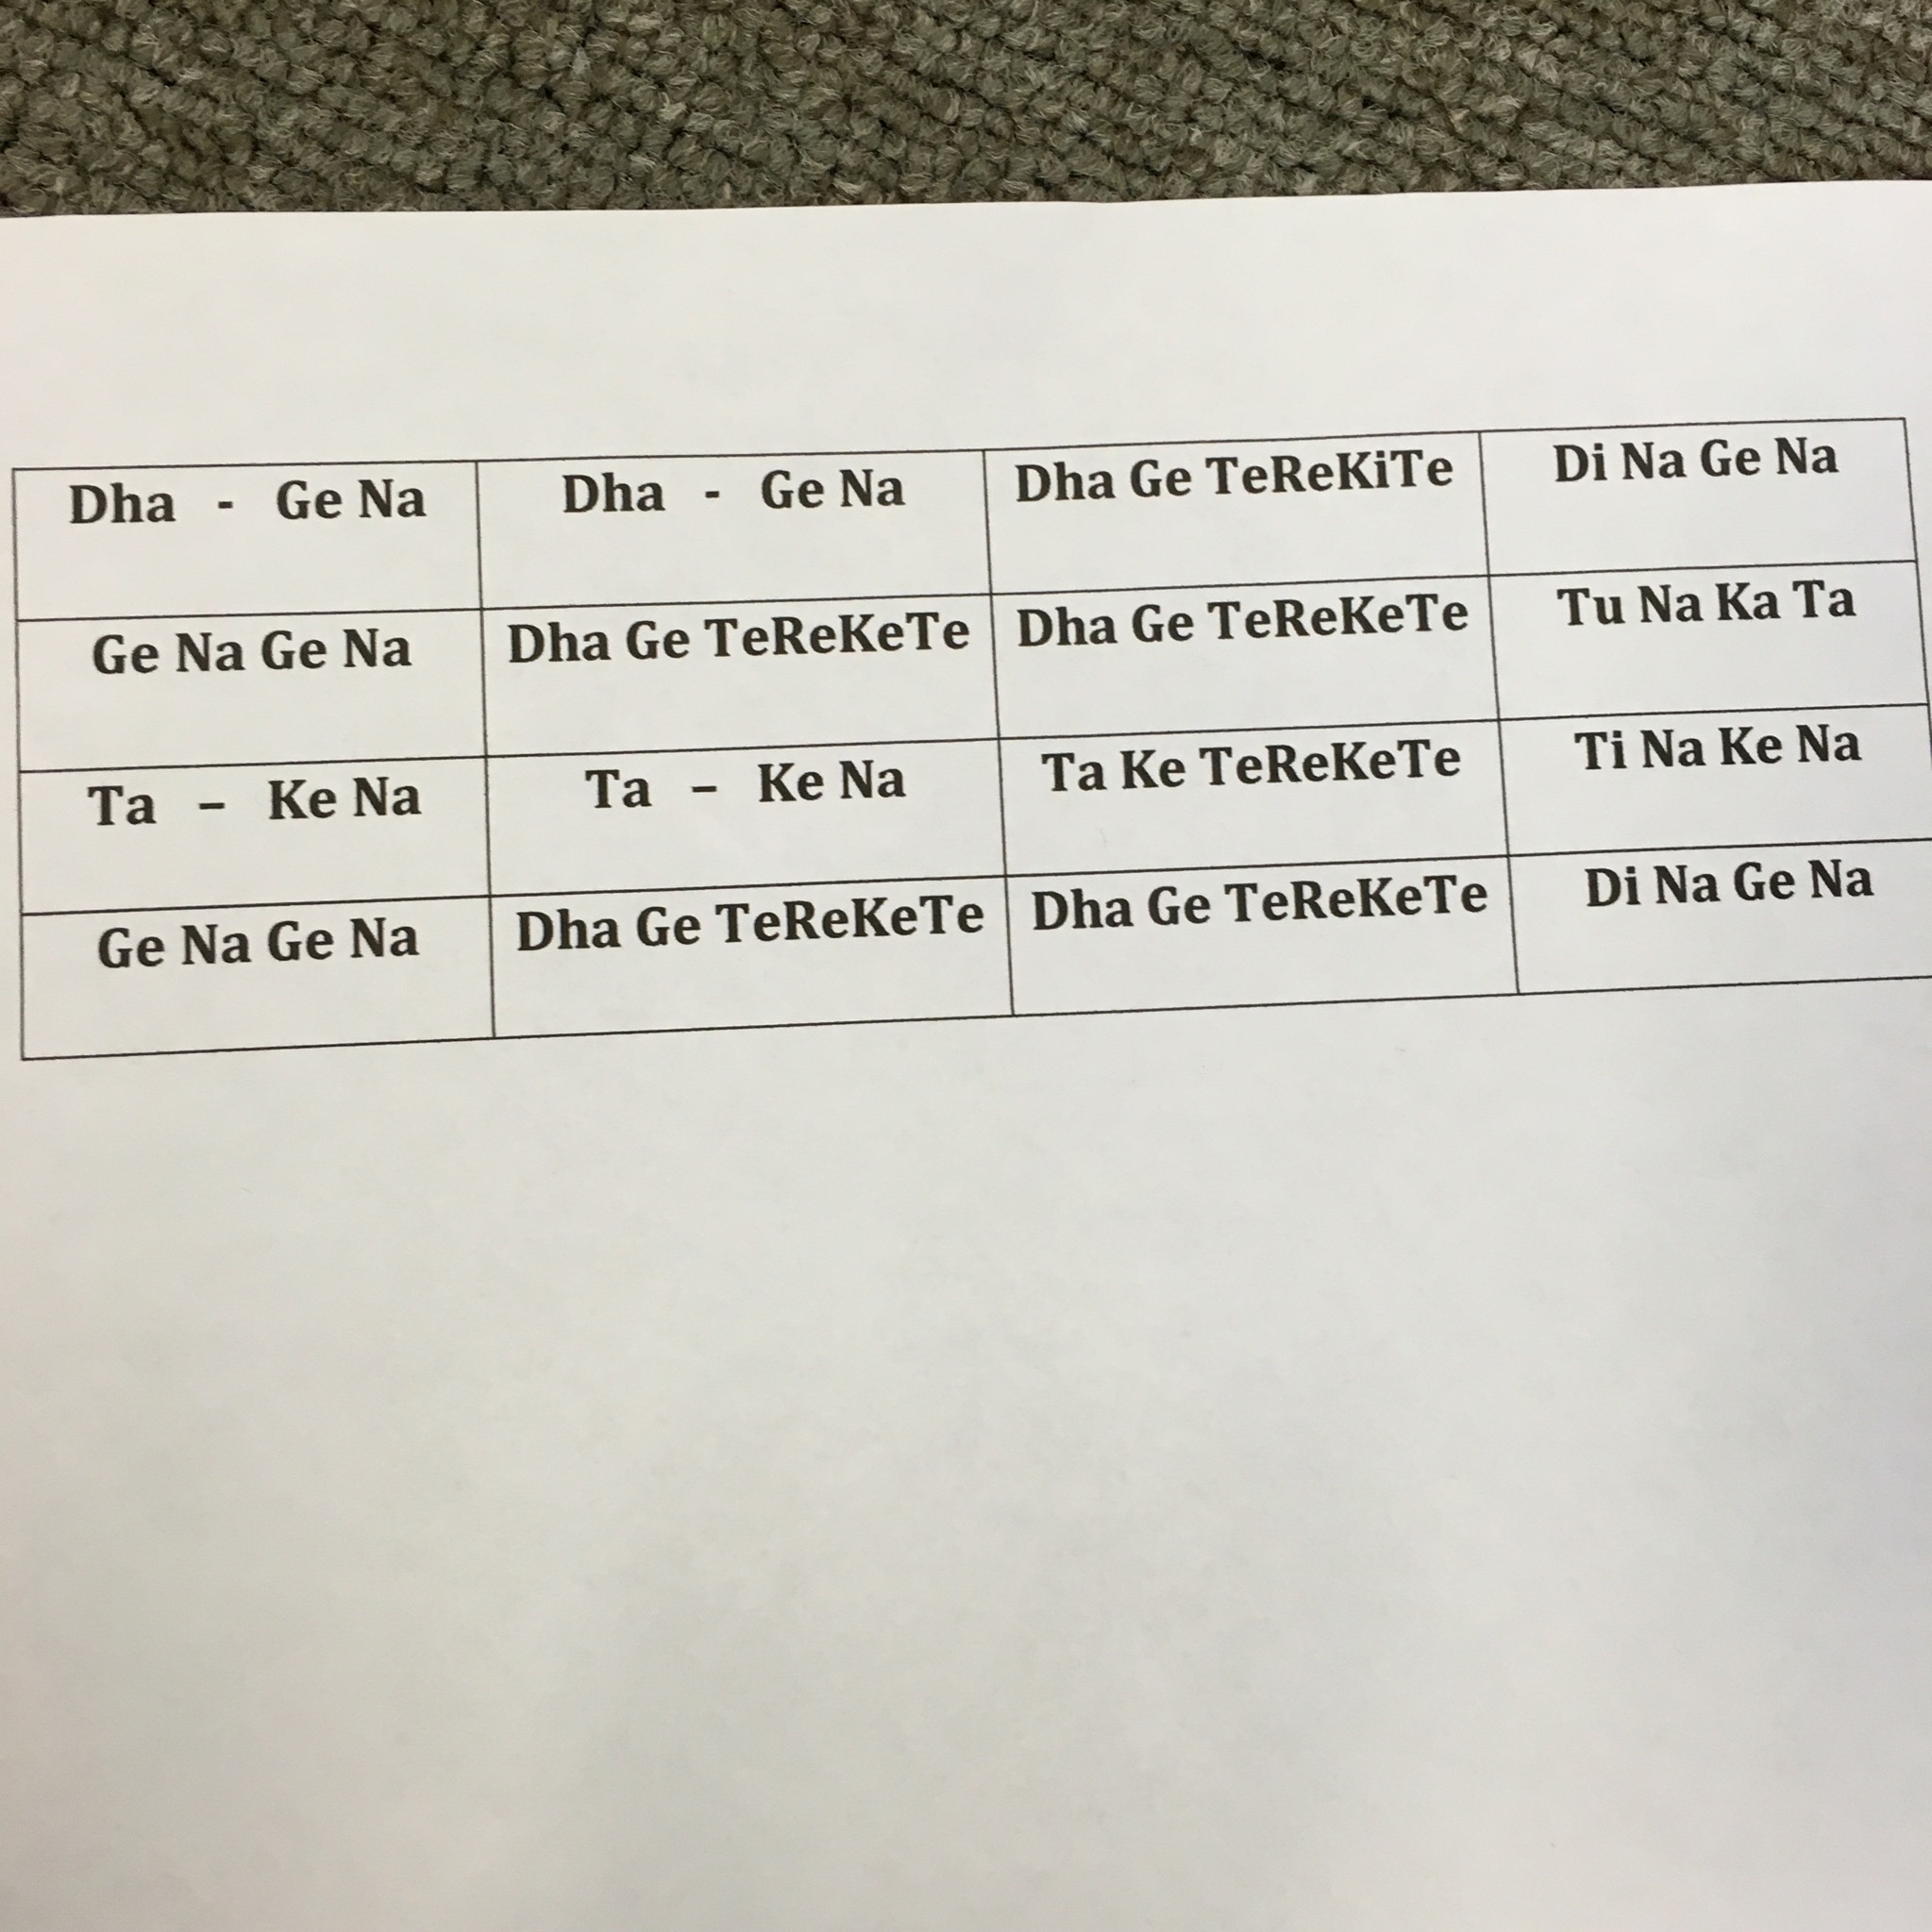 Dha - Ge Na Dha - Ge Na Dha Ge TeReKiTe Di Na Ge Na
Ge Na Ge Na Dha Ge TeReKeTe Dha Ge TeReKeTe Tu Na Ka Ta
Ta – Ke Na Ta – Ke Na Ta Ke TeReKeTe Ti Na Ke Na
Ge Na Ge Na Dha Ge TeReKeTe Dha Ge TeReKeTe Di Na Ge Na